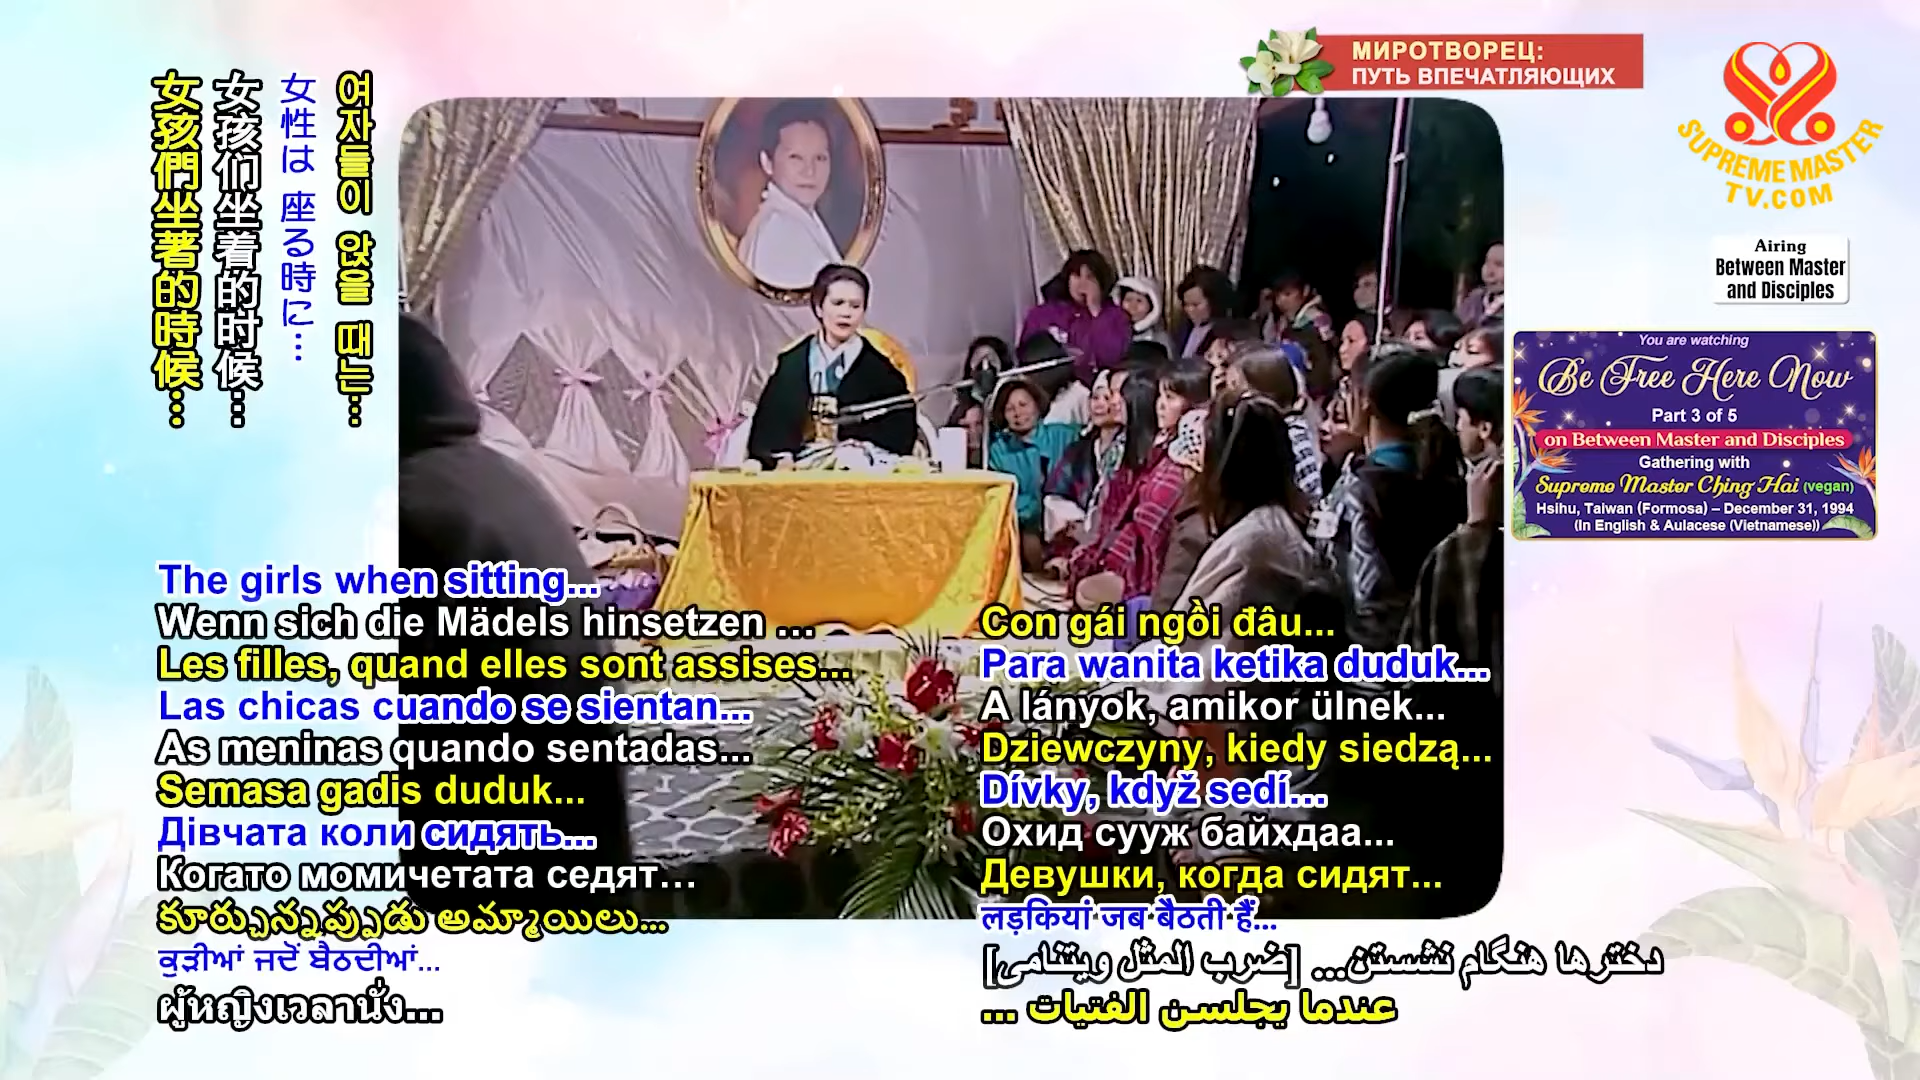 МИРОТВОРЕЦ:
ПУТЬ ВПЕЧАТЛЯЮЩИХ
SUPREME MASTER
TV.COM
Airing
Between Master
and Disciples
You are watching
Be Free Here Now
Part 3 of 5
on Between Master and Disciples
Gathering with
Supreme Master Ching Hai (vegan)
Hsihu, Taiwan (Formosa) – December 31, 1994
(In English & Aulacese (Vietnamese))
여자들이 앉을 때는…
女性は 座る時に…
女孩们坐着的时候…
女孩們坐著的時候…
The girls when sitting...
Wenn sich die Mädels hinsetzen …
Les filles, quand elles sont assises...
Las chicas cuando se sientan...
As meninas quando sentadas...
Semasa gadis duduk...
Дівчата коли сидять...
Когато момичетата седят…
కూర్చున్నప్పుడు అమ్మాయిలు...
ਕੁੜੀਆਂ ਜਦੋਂ ਬੈਠਦੀਆਂ...
ผู้หญิงเวลานั่ง...
Con gái ngồi đâu...
Para wanita ketika duduk...
A lányok, amikor ülnek...
Dziewczyny, kiedy siedzą...
Dívky, když sedí…
Охид сууж байхдаа...
Девушки, когда сидят...
लड़कियां जब बैठती हैं...
دخترها هنگام نشستن... [ضرب المثل ویتنامی]
عندما يجلسن الفتيات ...